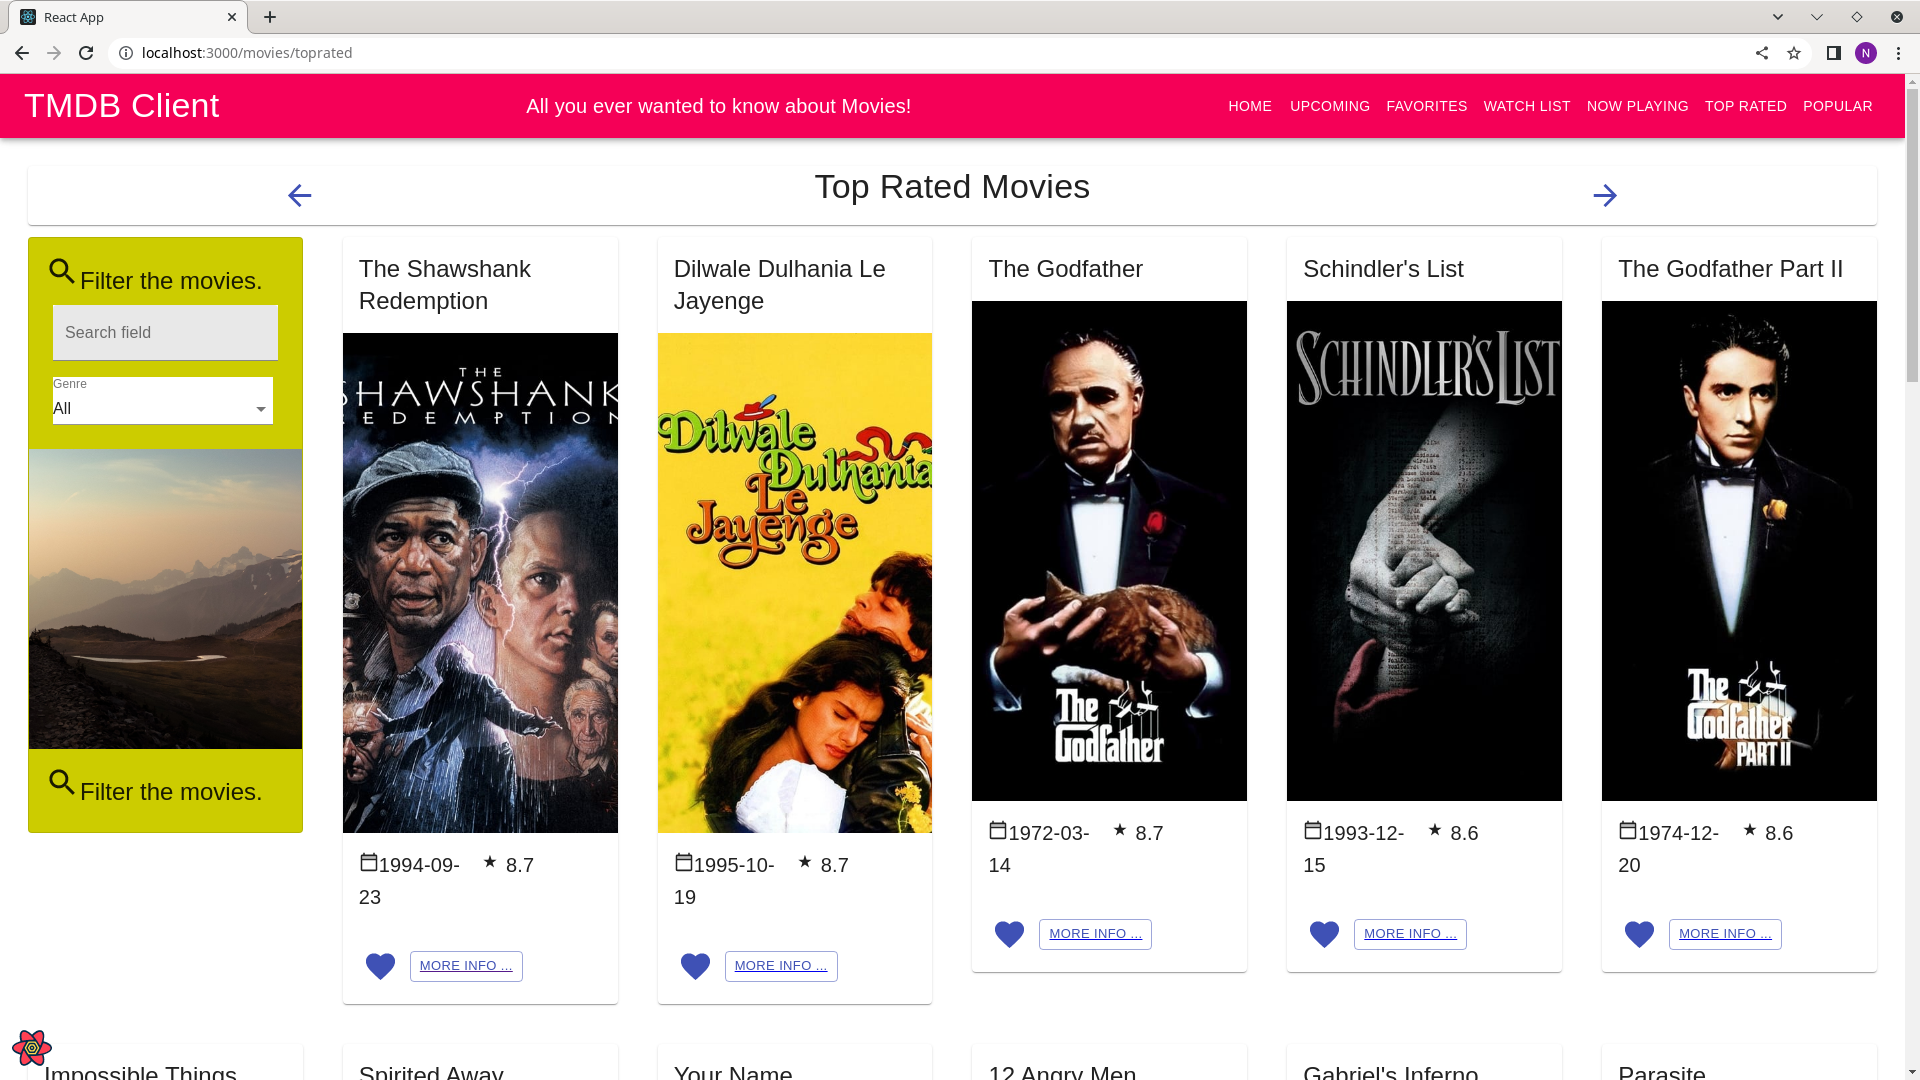 React App
localhost:3000/movies/toprated
N
TMDB Client
All you ever wanted to know about Movies!
HOME UPCOMING FAVORITES WATCH LIST NOW PLAYING TOP RATED POPULAR
Top Rated Movies
Filter the movies.
Search field
Genre
All
Filter the movies.
The Shawshank
Redemption
THE
SHAWSHANK
REDEMPTION
1994-09-
23
8.7
MORE INFO ...
Dilwale Dulhania Le
Jayenge
Dilwale
Dulhania
Le
Jayenge
1995-10-
19
8.7
MORE INFO ...
The Godfather
The
Godfather
1972-03-
14
8.7
MORE INFO ...
Schindler's List
SCHINDLER'S LIST
1993-12-
15
8.6
MORE INFO ...
The Godfather Part II
The
Godfather
PART II
1974-12-
20
8.6
MORE INFO ...
Impossible Things
Spirited Away
Your Name
12 Angry Men
Gabriel's Inferno
Parasite